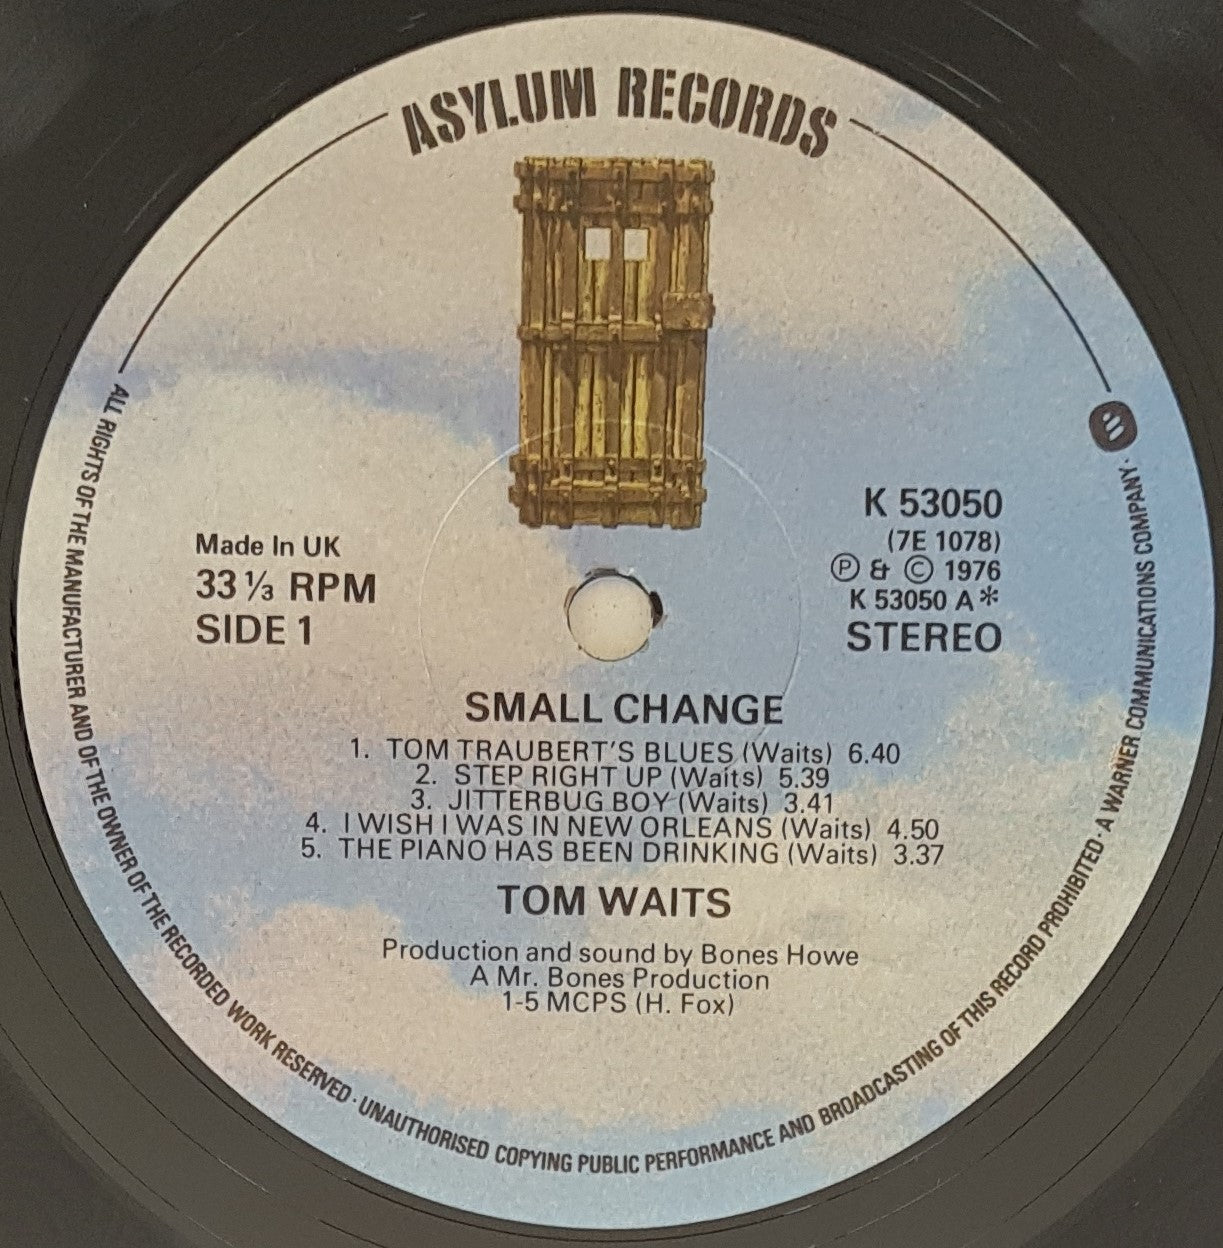 ASYLUM RECORDS
Made In UK
33 ⅓ RPM
SIDE 1
K 53050
(7E 1078)
Ⓟ & © 1976
K 53050 A*
STEREO
SMALL CHANGE
1. TOM TRAUBERT'S BLUES (Waits) 6.40
2. STEP RIGHT UP (Waits) 5.39
3. JITTERBUG BOY (Waits) 3.41
4. I WISH I WAS IN NEW ORLEANS (Waits) 4.50
5. THE PIANO HAS BEEN DRINKING (Waits) 3.37
TOM WAITS
Production and sound by Bones Howe
A Mr. Bones Production
1-5 MCPS (H. Fox)
ALL RIGHTS OF THE MANUFACTURER AND OF THE OWNER OF THE RECORDED WORK RESERVED · UNAUTHORISED COPYING PUBLIC PERFORMANCE AND BROADCASTING OF THIS RECORD PROHIBITED · A WARNER COMMUNICATIONS COMPANY ·